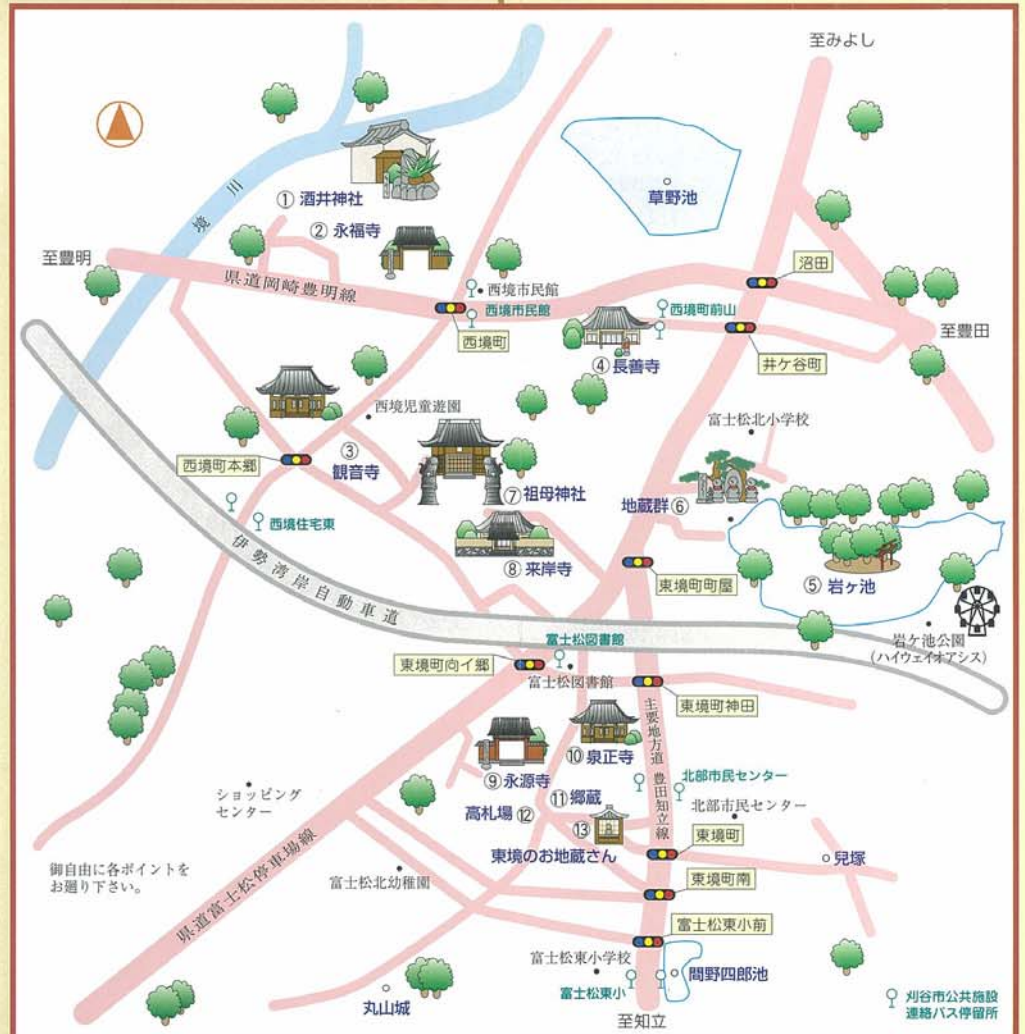 至みよし
草野池
① 酒井神社
境川
② 永福寺
沼田
至豊明
県道岡崎豊明線
西境市民館
西境市民館
西境町前山
西境町
至豊田
④ 長善寺
井ケ谷町
西境児童遊園
富士松北小学校
③
観音寺
西境町本郷
⑦ 祖母神社
地蔵群⑥
西境住宅東
⑧ 来岸寺
東境町町屋
⑤ 岩ヶ池
伊勢湾岸自動車道
富士松図書館
岩ケ池公園
(ハイウェイオアシス)
東境町向イ郷
富士松図書館
東境町神田
主要地方道 豊田知立線
⑩ 泉正寺
⑨ 永源寺
北部市民センター
ショッピング
センター
⑪ 郷蔵
高札場 ⑫
北部市民センター
⑬
東境のお地蔵さん
東境町
御自由に各ポイントを
お廻り下さい。
県道富士松停車場線
富士松北幼稚園
児塚
東境町南
富士松東小前
富士松東小学校
間野四郎池
富士松東小
丸山城
刈谷市公共施設
連絡バス停留所
至知立